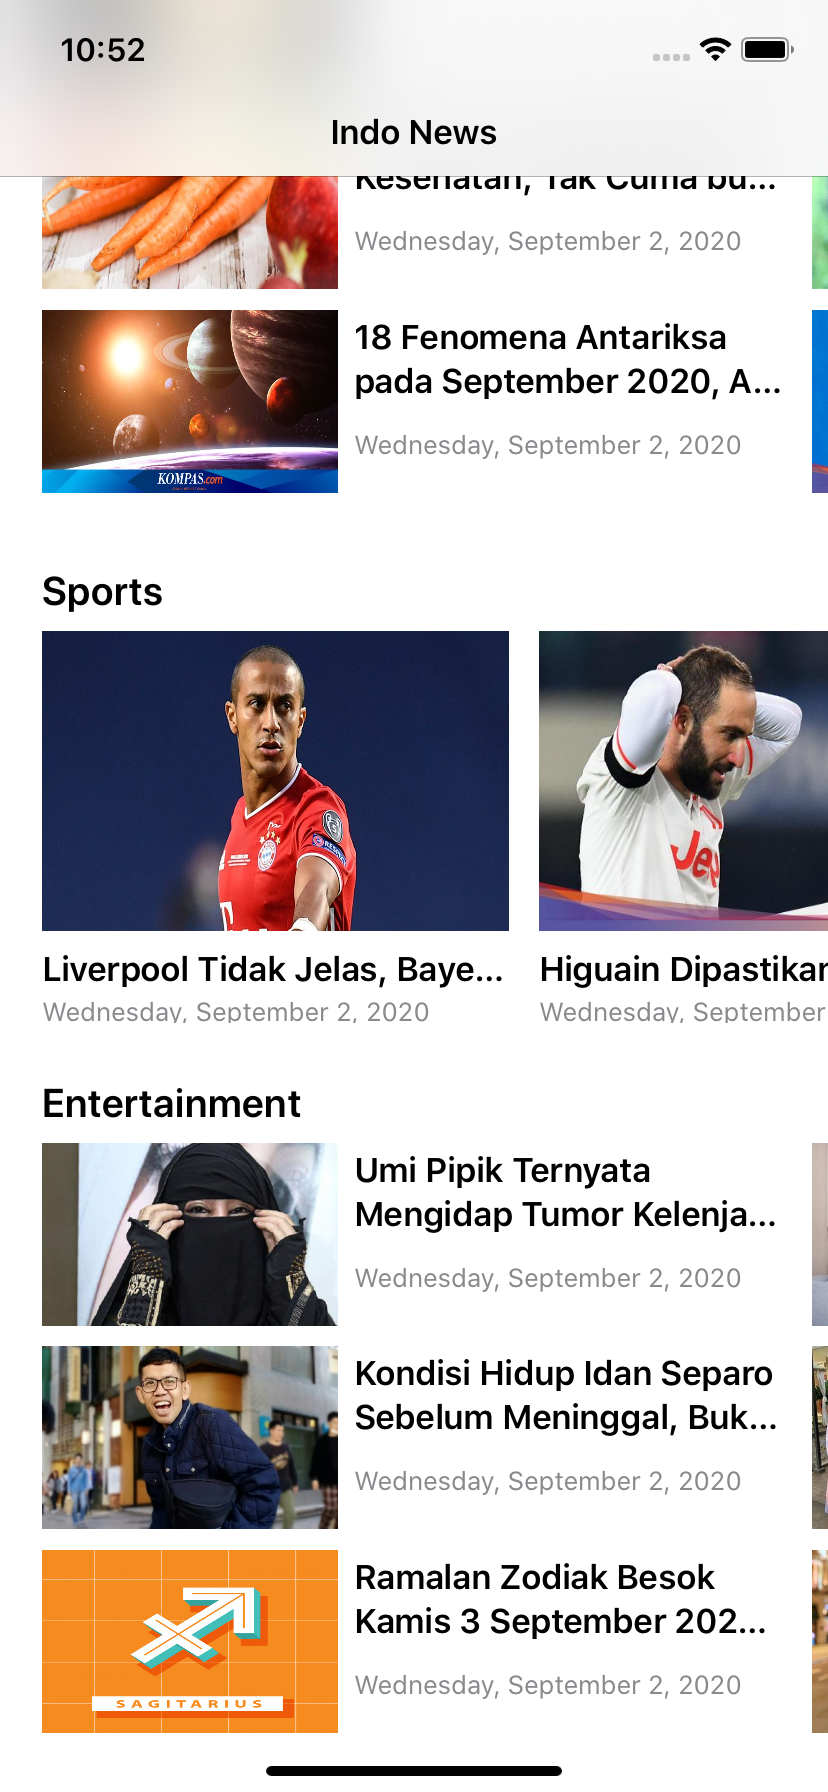 10:52
Indo News
Kesehatan, Tak Cuma bu...
Wednesday, September 2, 2020
18 Fenomena Antariksa
pada September 2020, A...
Wednesday, September 2, 2020
KOMPAS.com
Sports
RESPECT
Je
Liverpool Tidak Jelas, Baye...
Higuain Dipastikan
Wednesday, September 2, 2020
Wednesday, September
Entertainment
Umi Pipik Ternyata
Mengidap Tumor Kelenja...
Wednesday, September 2, 2020
Kondisi Hidup Idan Separo
Sebelum Meninggal, Buk...
Wednesday, September 2, 2020
Ramalan Zodiak Besok
Kamis 3 September 202...
Wednesday, September 2, 2020
SAGITARIUS